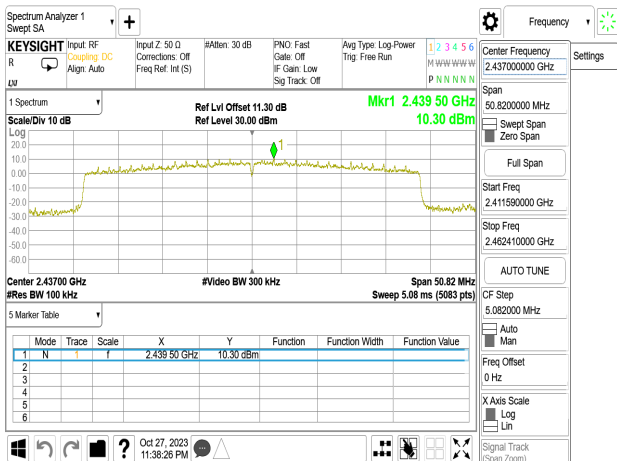 Spectrum Analyzer 1
Swept SA
+
Frequency
KEYSIGHT
R
LXI
Input: RF
Coupling: DC
Align: Auto
Input Z: 50 Ω
Corrections: Off
Freq Ref: Int (S)
#Atten: 30 dB
PNO: Fast
Gate: Off
IF Gain: Low
Sig Track: Off
Avg Type: Log-Power
Trig: Free Run
1 2 3 4 5 6
M W W W W W
P N N N N N
Center Frequency
2.437000000 GHz
Settings
Span
50.8200000 MHz
Swept Span
Zero Span
Full Span
Start Freq
2.411590000 GHz
Stop Freq
2.462410000 GHz
AUTO TUNE
CF Step
5.082000 MHz
Auto
Man
Freq Offset
0 Hz
X Axis Scale
Log
Lin
Signal Track
(Span Zoom)
1 Spectrum
Scale/Div 10 dB
Ref Lvl Offset 11.30 dB
Ref Level 30.00 dBm
Mkr1 2.439 50 GHz
10.30 dBm
Log
20.0
10.0
0.00
-10.0
-20.0
-30.0
-40.0
-50.0
-60.0
1
Center 2.43700 GHz
#Res BW 100 kHz
#Video BW 300 kHz
Span 50.82 MHz
Sweep 5.08 ms (5083 pts)
5 Marker Table
Mode Trace Scale X Y Function Function Width Function Value
1 N 1 f 2.439 50 GHz 10.30 dBm
2
3
4
5
6
?
Oct 27, 2023
11:38:26 PM